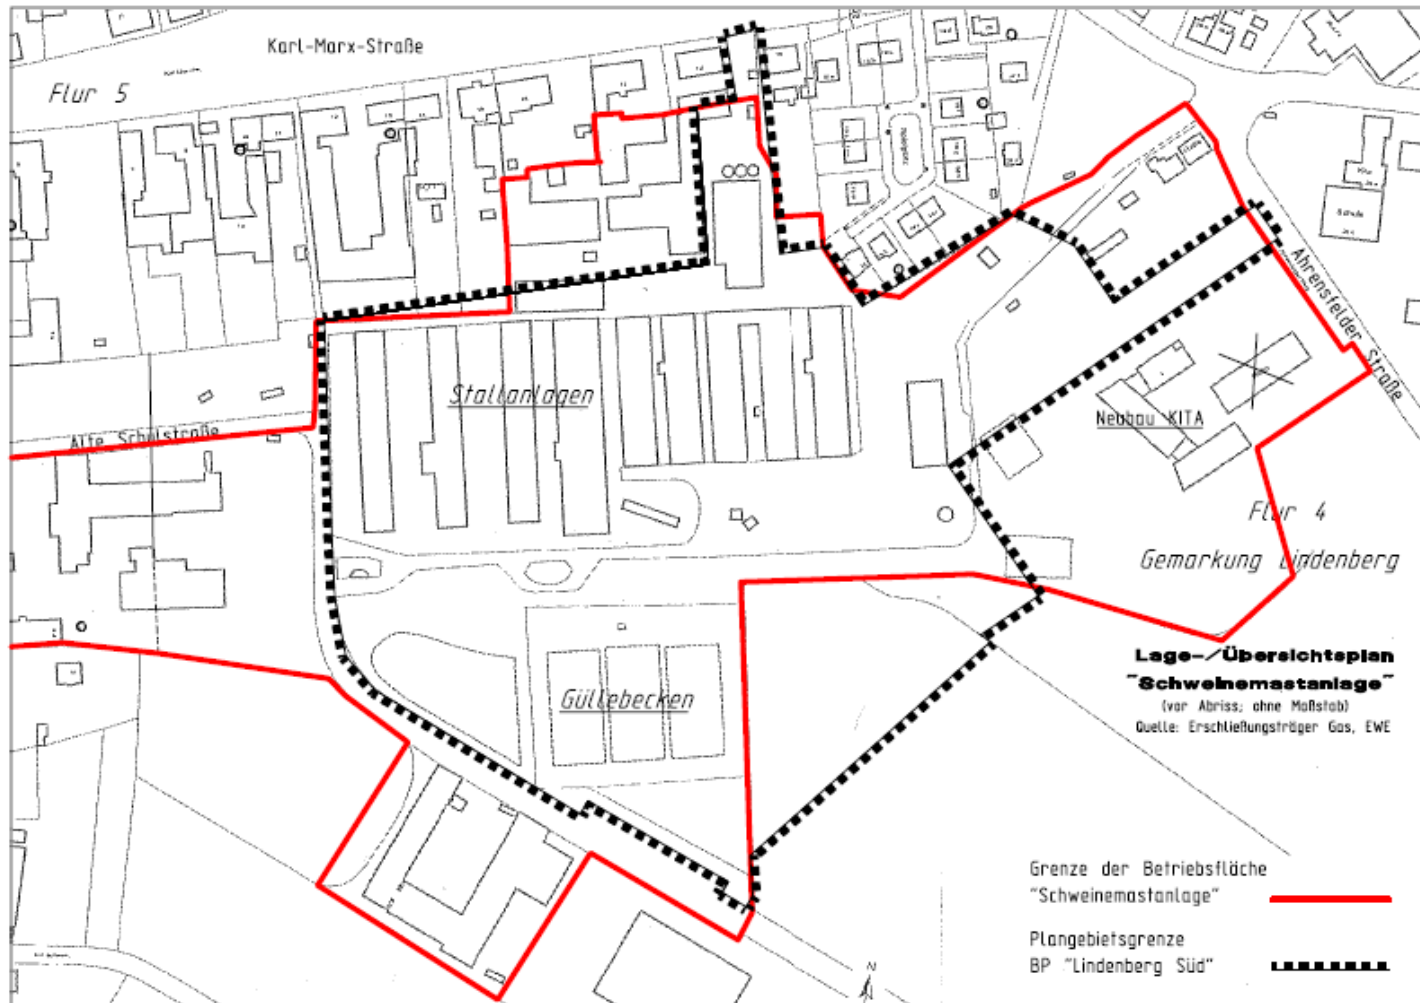 Karl-Marx-Straße
Flur 5
Schule
Ahrensfelder Straße
Stallanlagen
Alte Schulstraße
Neubau KITA
Flur 4
Gemarkung Lindenberg
Güllebecken
Lage-/Übersichtsplan
"Schweinemastanlage"
(vor Abriss; ohne Maßstab)
Quelle: Erschließungsträger Gas, EWE
Grenze der Betriebsfläche
"Schweinemastanlage"
Plangebietsgrenze
BP "Lindenberg Süd"
N